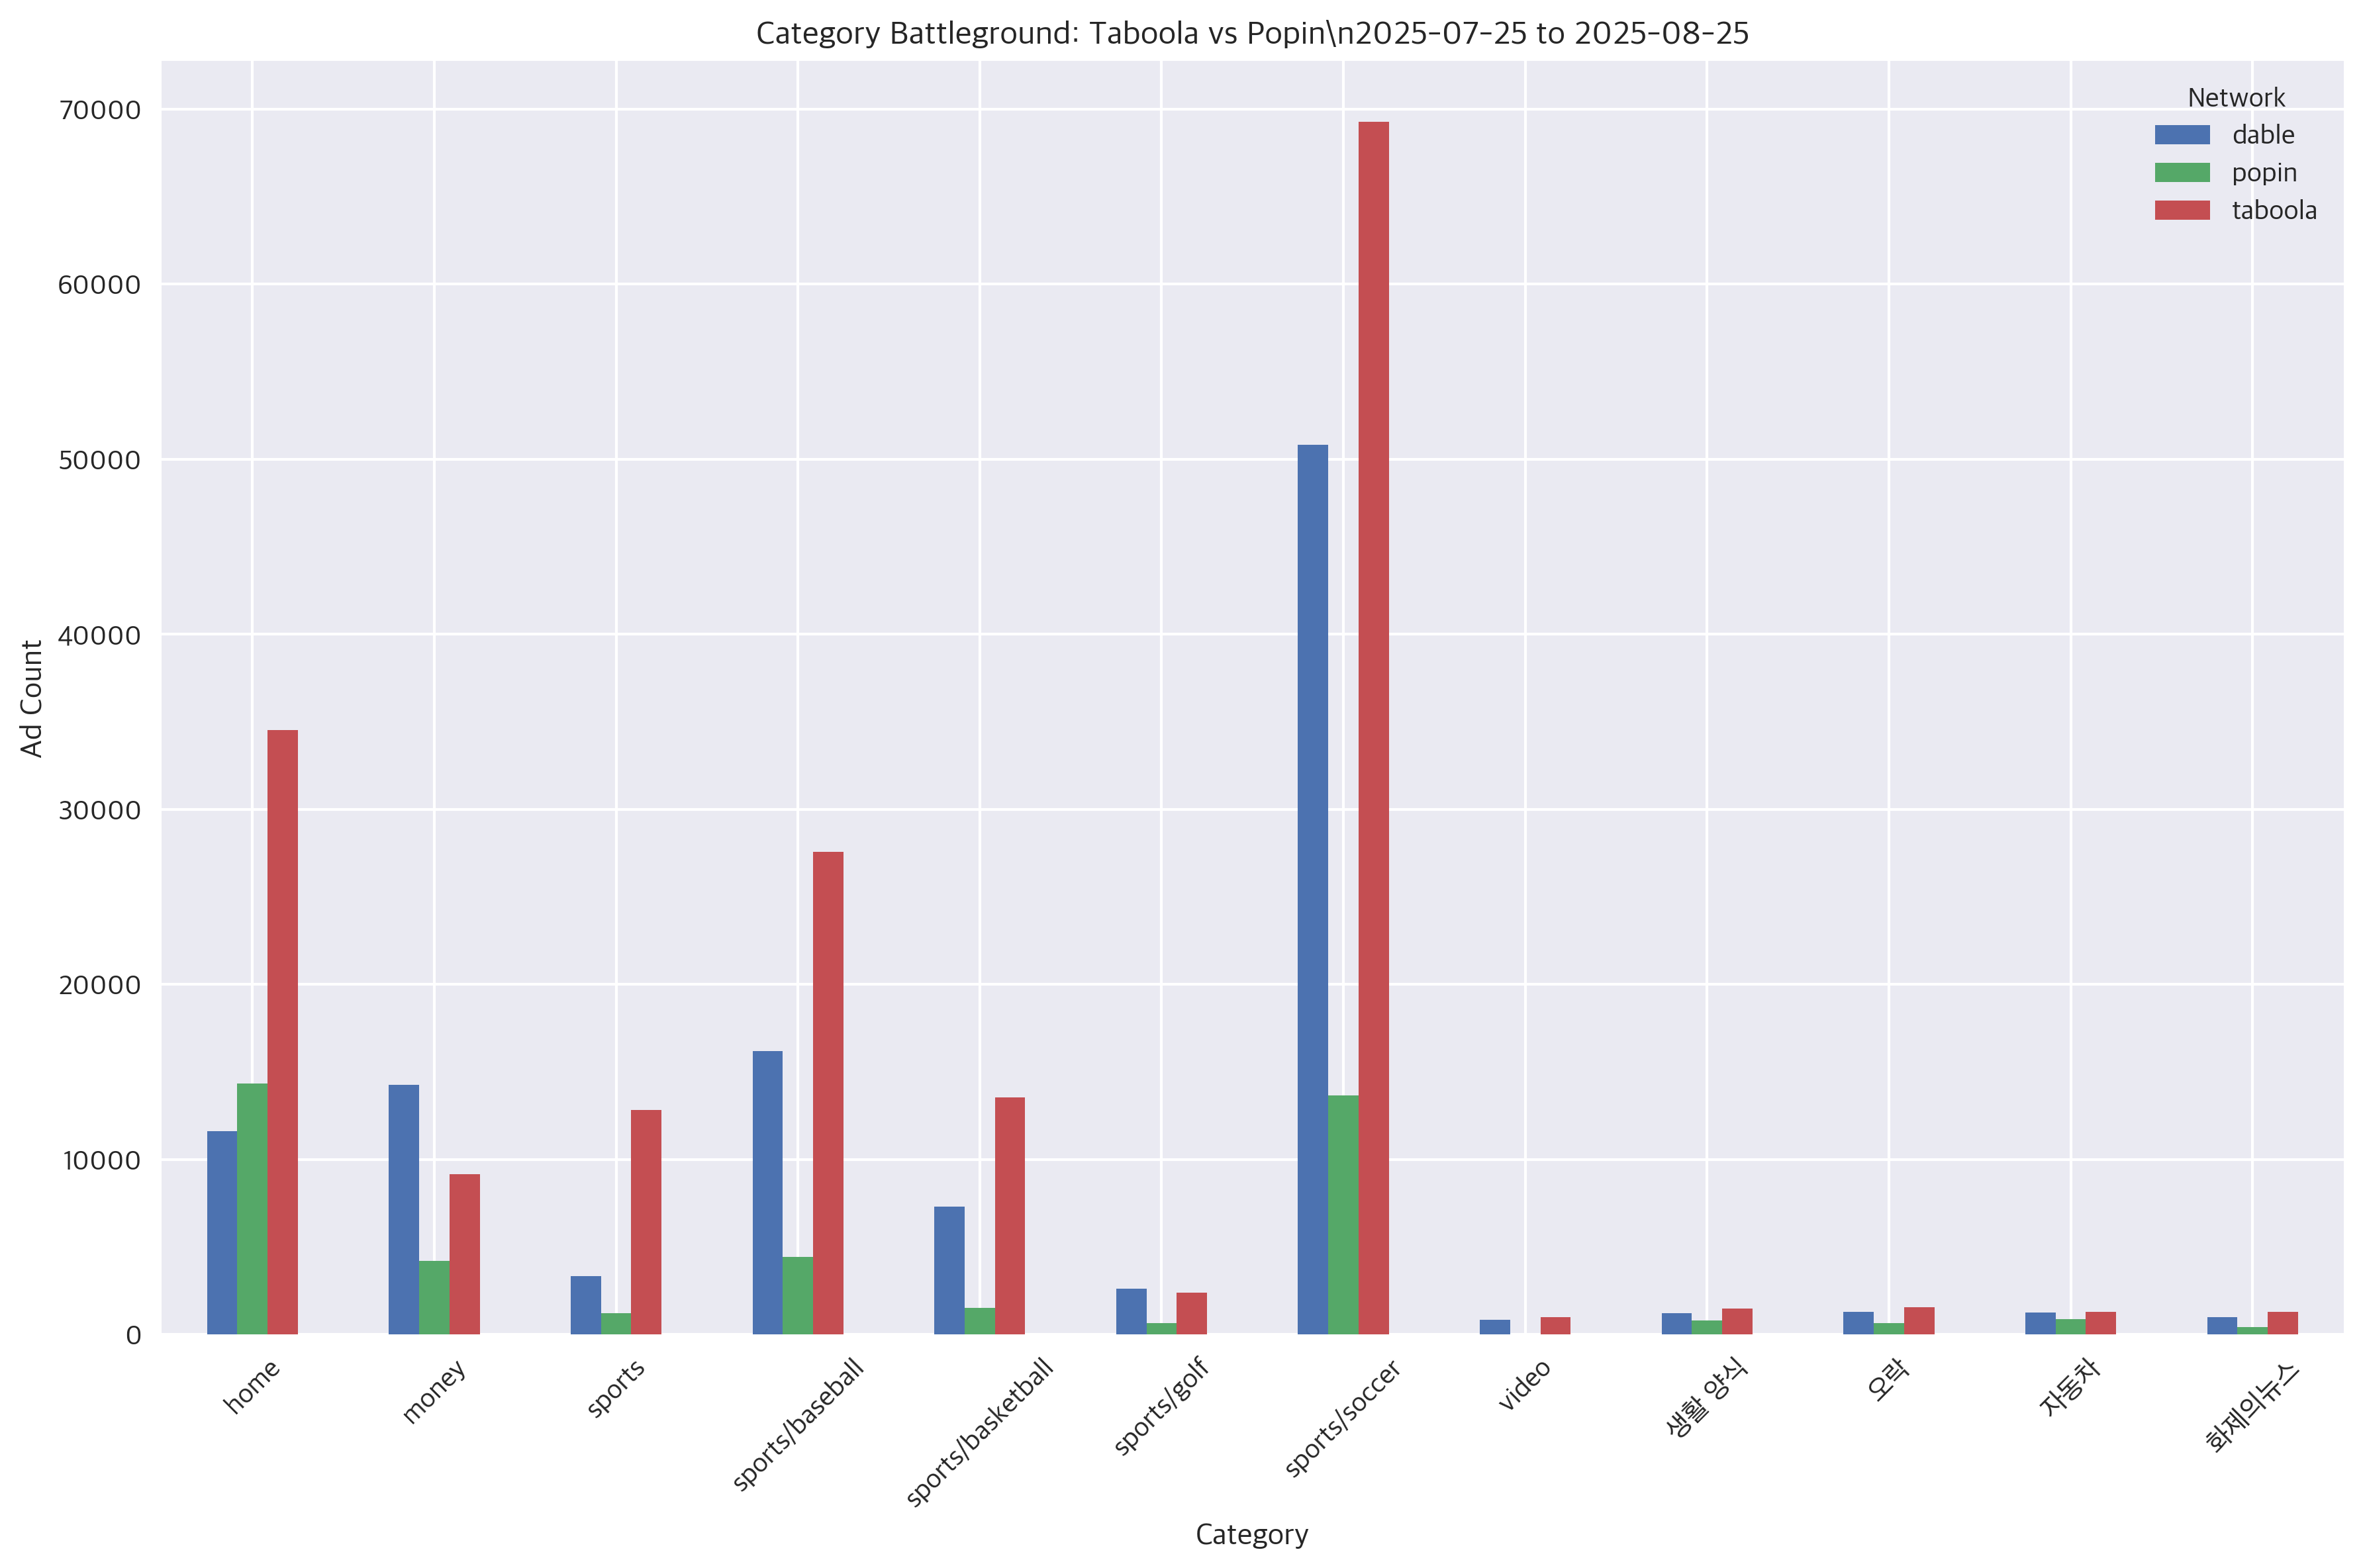 Category Battleground: Taboola vs Popin\n2025-07-25 to 2025-08-25
Network
dable
popin
taboola
Ad Count
70000
60000
50000
40000
30000
20000
10000
0
home
money
sports
sports/baseball
sports/basketball
sports/golf
sports/soccer
video
생활 양식
오락
자동차
화제의뉴스
Category